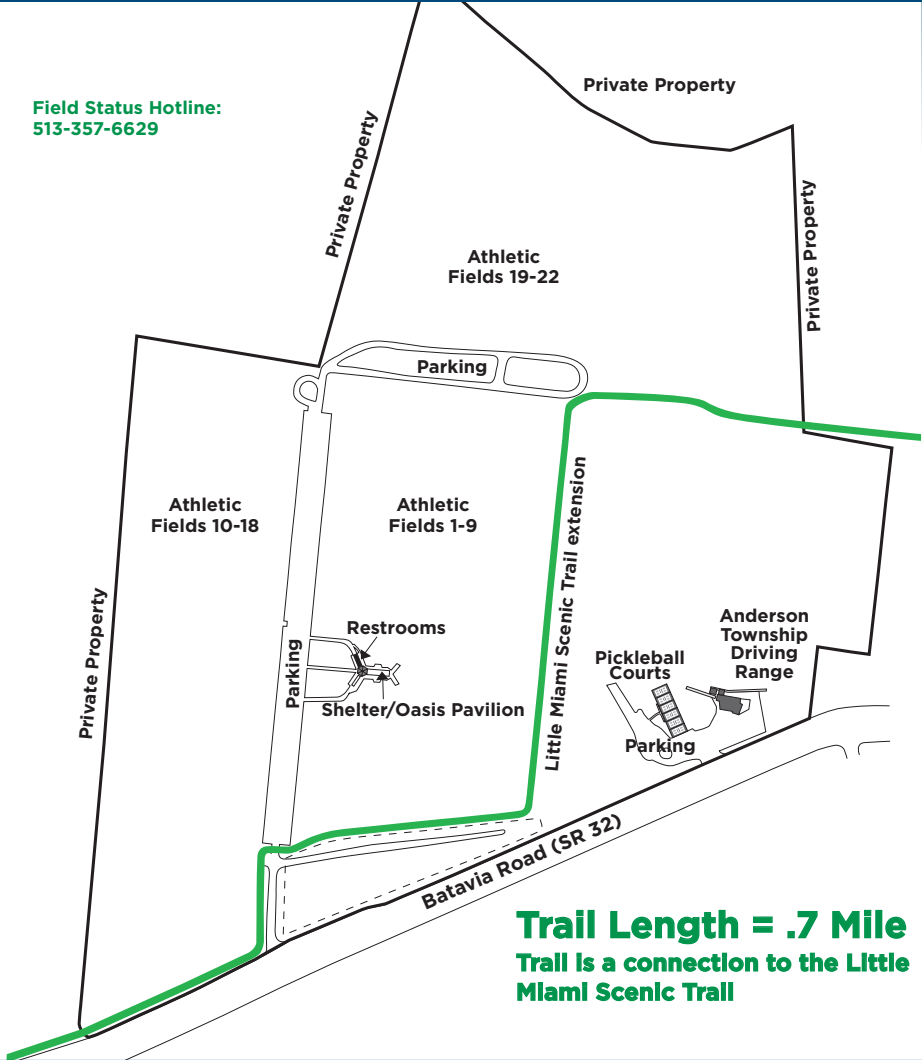 Private Property
Field Status Hotline:
513-357-6629
Private Property
Private Property
Athletic
Fields 19-22
Parking
Athletic
Fields 10-18
Athletic
Fields 1-9
Little Miami Scenic Trail extension
Private Property
Restrooms
Parking
Shelter/Oasis Pavilion
Pickleball
Courts
Anderson
Township
Driving
Range
Parking
Batavia Road (SR 32)
Trail Length = .7 Mile
Trail is a connection to the Little
Miami Scenic Trail